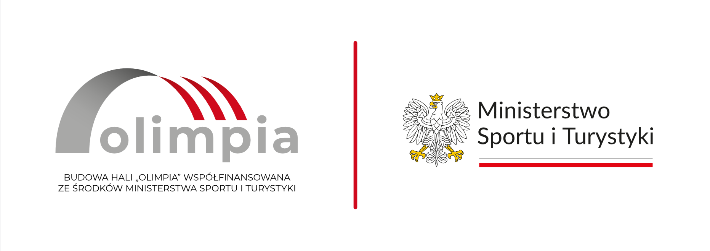 olimpia
BUDOWA HALI „OLIMPIA” WSPÓŁFINANSOWANA
ZE ŚRODKÓW MINISTERSTWA SPORTU I TURYSTYKI
Ministerstwo
Sportu i Turystyki